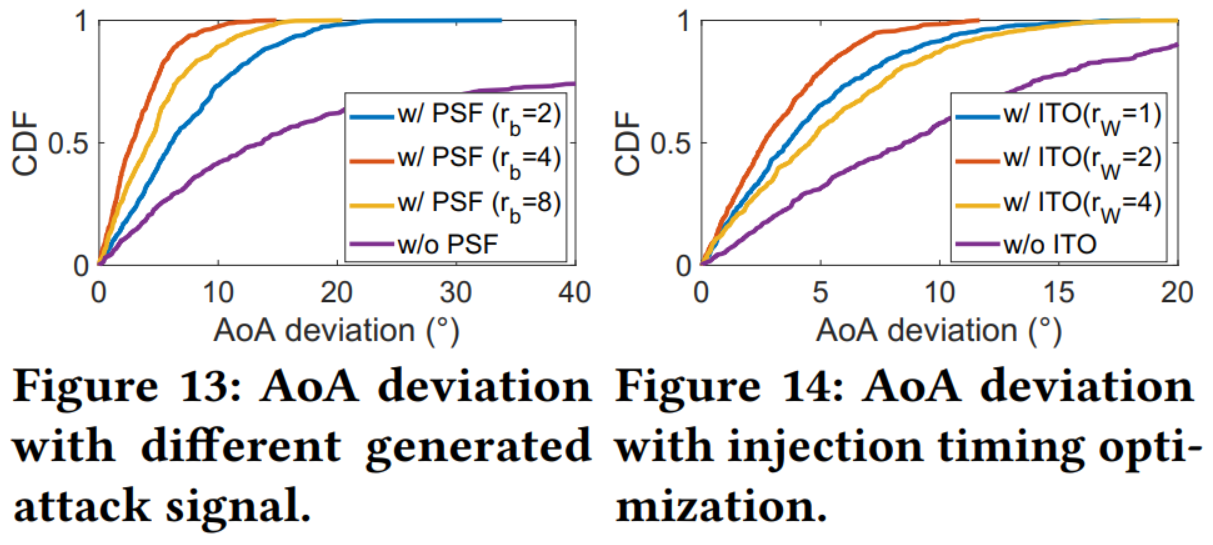 1
0.5
0
CDF
0
10
20
30
40
AoA deviation (°)
w/ PSF (r_b=2)
w/ PSF (r_b=4)
w/ PSF (r_b=8)
w/o PSF
1
0.5
0
CDF
0
5
10
15
20
AoA deviation (°)
w/ ITO(r_W=1)
w/ ITO(r_W=2)
w/ ITO(r_W=4)
w/o ITO
Figure 13: AoA deviation
with different generated
attack signal.
Figure 14: AoA deviation
with injection timing opti-
mization.